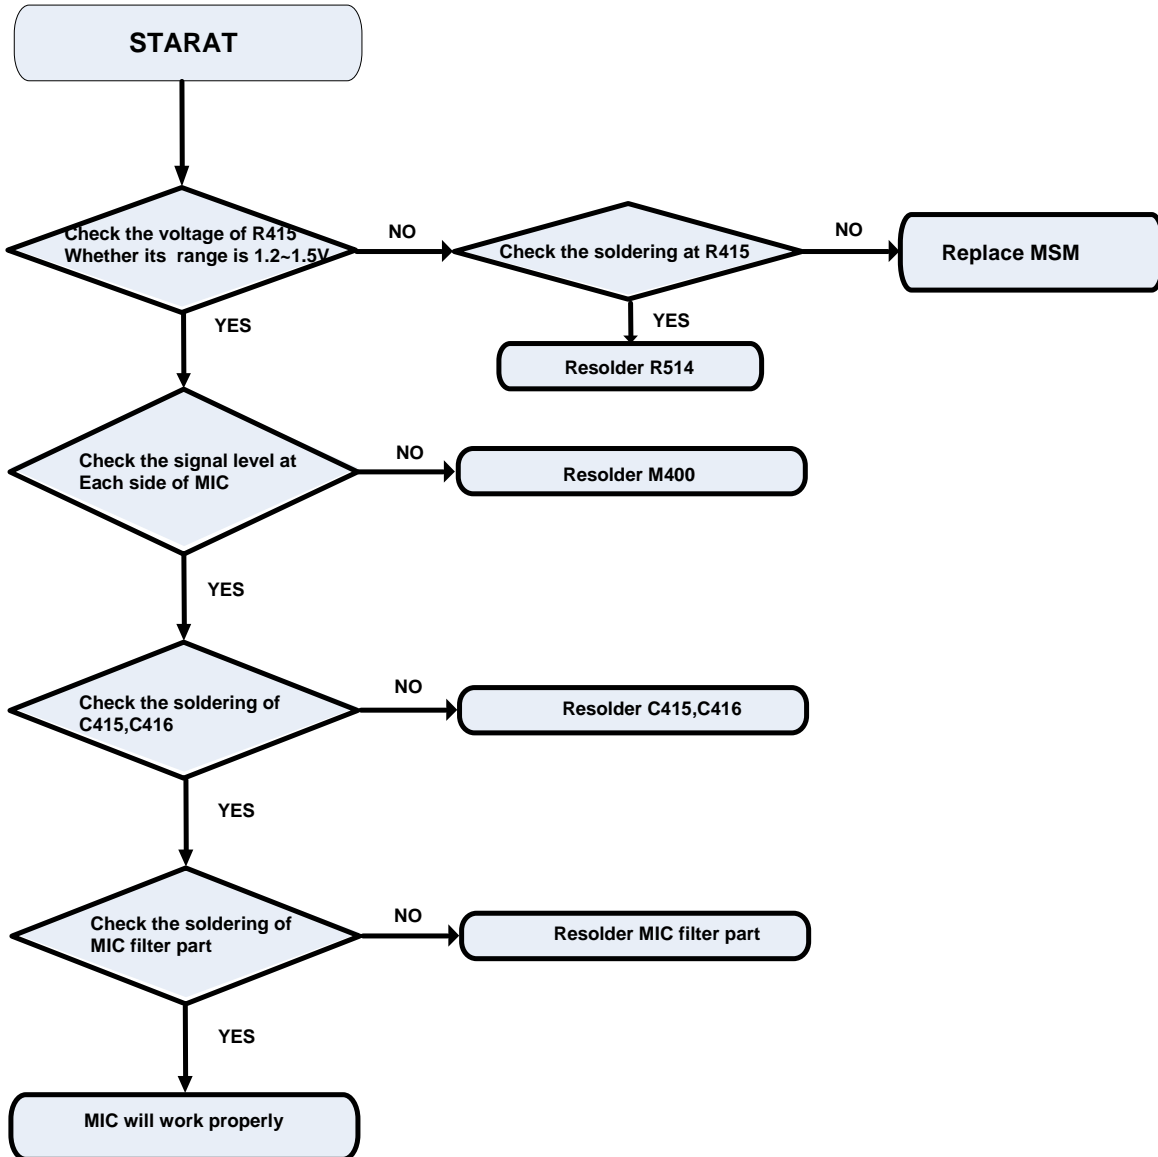 STARAT
Check the voltage of R415
Whether its range is 1.2~1.5V
NO
Check the soldering at R415
NO
Replace MSM
YES
YES
Resolder R514
Check the signal level at
Each side of MIC
NO
Resolder M400
YES
Check the soldering of
C415,C416
NO
Resolder C415,C416
YES
Check the soldering of
MIC filter part
NO
Resolder MIC filter part
YES
MIC will work properly